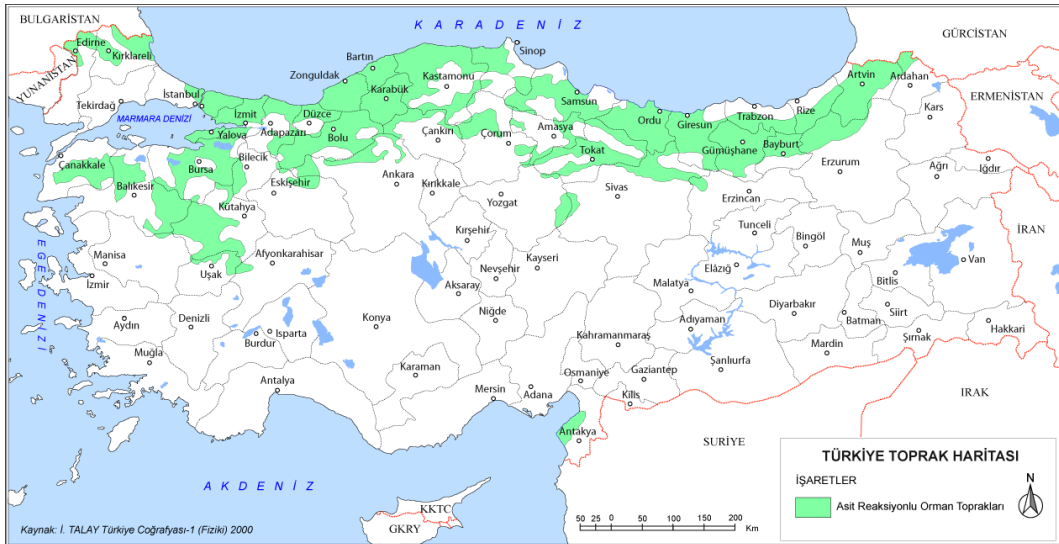 BULGARİSTAN
KARADENİZ
GÜRCİSTAN
YUNANİSTAN
Edirne
Kırklareli
Tekirdağ
İstanbul
MARMARA DENİZİ
Yalova
İzmit
Adapazarı
Düzce
Bolu
Zonguldak
Bartın
Karabük
Kastamonu
Sinop
Çankırı
Çorum
Samsun
Amasya
Tokat
Ordu
Giresun
Trabzon
Rize
Artvin
Ardahan
Kars
ERMENİSTAN
Gümüşhane
Bayburt
Erzurum
Ağrı
Iğdır
Çanakkale
Balıkesir
Bursa
Bilecik
Eskişehir
Kütahya
Ankara
Kırıkkale
Yozgat
Sivas
Erzincan
Tunceli
Bingöl
Muş
Van
Bitlis
İRAN
EGE DENİZİ
Manisa
İzmir
Uşak
Afyonkarahisar
Kırşehir
Nevşehir
Kayseri
Aksaray
Niğde
Malatya
Elâzığ
Diyarbakır
Batman
Siirt
Şırnak
Hakkari
Aydın
Denizli
Burdur
Isparta
Konya
Muğla
Antalya
Karaman
Mersin
Adana
Osmaniye
Kahramanmaraş
Gaziantep
Kilis
Adıyaman
Şanlıurfa
Mardin
Antakya
SURİYE
IRAK
AKDENİZ
KKTC
GKRY
TÜRKİYE TOPRAK HARİTASI
İŞARETLER
Asit Reaksiyonlu Orman Toprakları
N
50 25 0 50 100 150 200
Km
Kaynak: İ. TALAY Türkiye Coğrafyası-1 (Fiziki) 2000